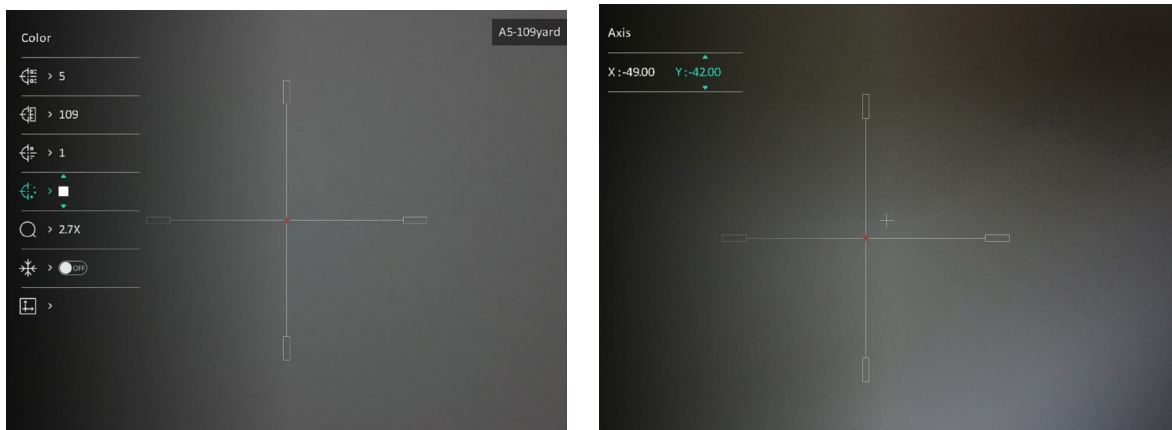 Color
A5-109yard
> 5
> 109
> 1
>
> 2.7X
> OFF
>
Axis
X:-49.00 Y:-42.00